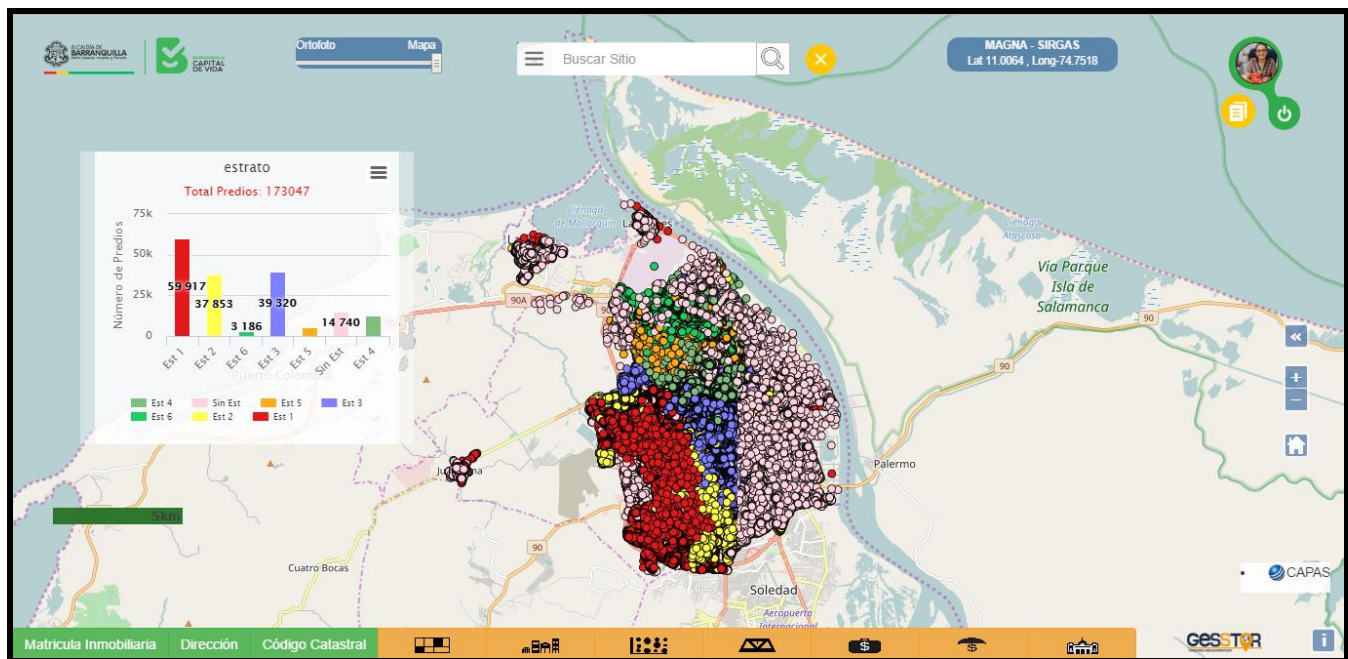 ALCALDÍA DE
BARRANQUILLA
BARRANQUILLA
CAPITAL
DE VIDA
Ortofoto Mapa
Buscar Sitio
MAGNA - SIRGAS
Lat 11.0064 , Long-74.7518
estrato
Total Predios: 173047
Número de Predios
75k
50k
25k
0
59 917
37 853
3 186
39 320
14 740
Est 1
Est 2
Est 6
Est 3
Est 5
Sin Est
Est 4
Puerto Colombia
Est 4 Sin Est Est 5 Est 3
Est 6 Est 2 Est 1
Ciénaga
de Mallorquín
90A
Ciénaga
Atascosa
Vía Parque
Isla de
Salamanca
90
90
Palermo
5km
90
Cuatro Bocas
Soledad
Aeropuerto
Internacional
CAPAS
Matricula Inmobiliaria Dirección Código Catastral
GESSTOR